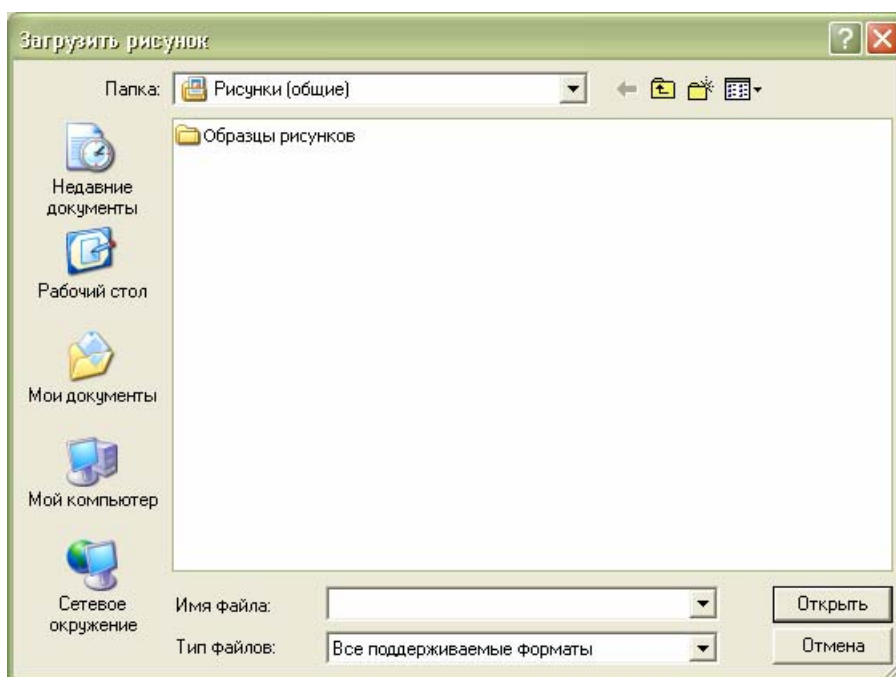 Загрузить рисунок
Папка: Рисунки (общие)
Образцы рисунков
Недавние
документы
Рабочий стол
Мои документы
Мой компьютер
Сетевое
окружение
Имя файла:
Открыть
Тип файлов: Все поддерживаемые форматы
Отмена